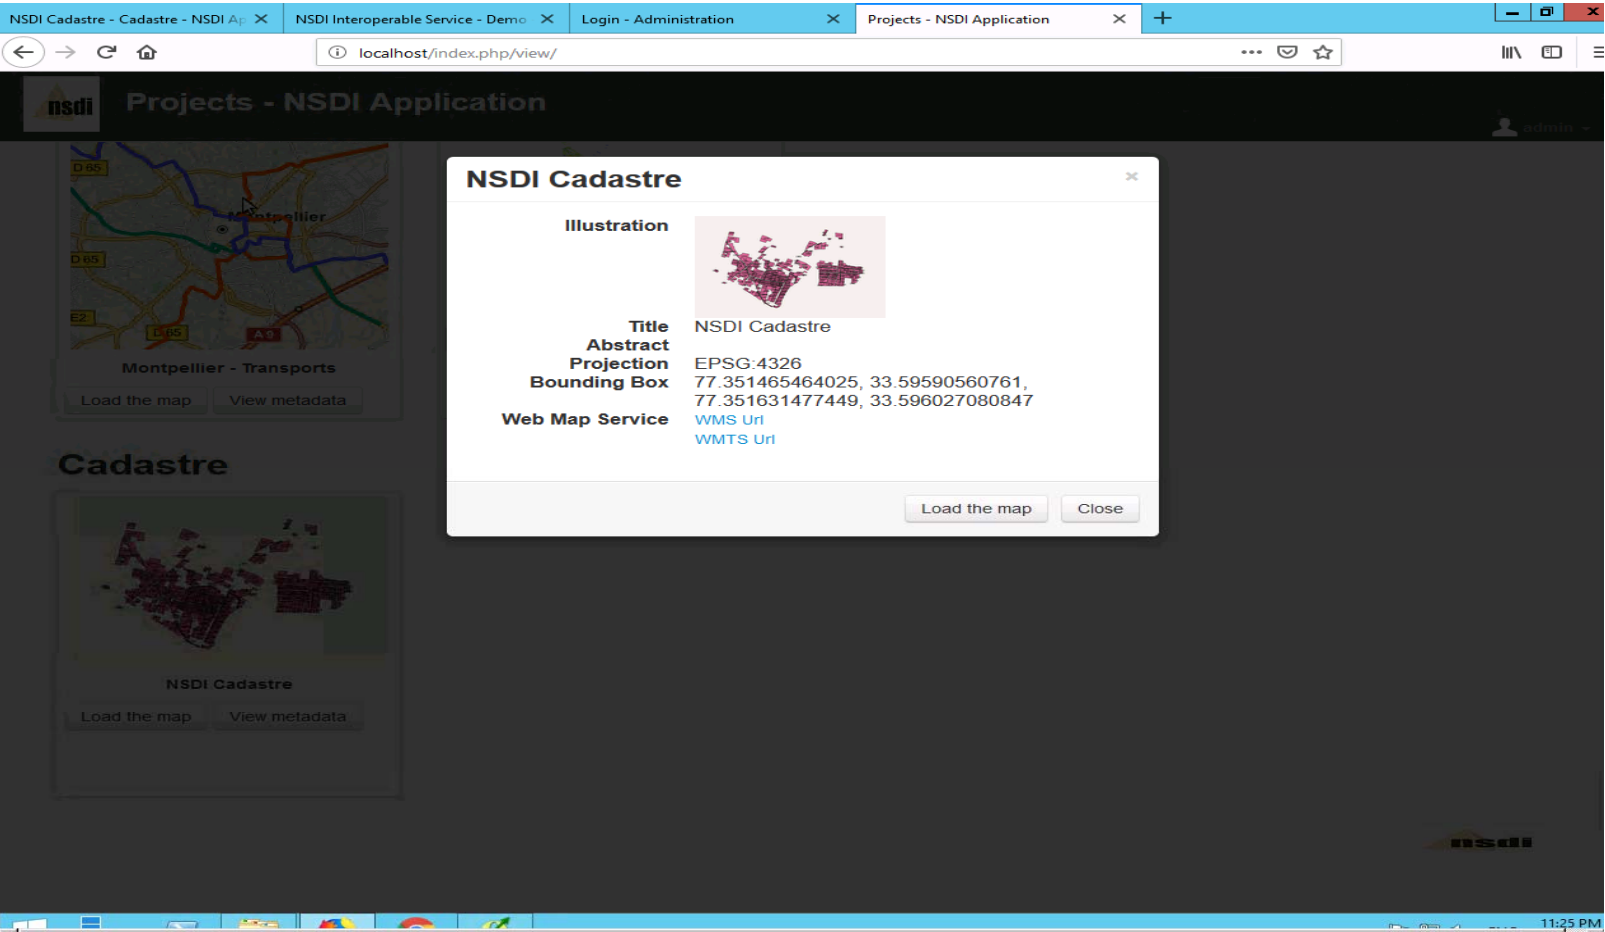 NSDI Cadastre - Cadastre - NSDI Ap
NSDI Interoperable Service - Demo
Login - Administration
Projects - NSDI Application
localhost/index.php/view/
nsdi
Projects - NSDI Application
admin
D 65
Montpellier
D 65
E2
D 65
A9
Montpellier - Transports
Load the map
View metadata
Cadastre
NSDI Cadastre
Load the map
View metadata
NSDI Cadastre
Illustration
Title NSDI Cadastre
Abstract
Projection EPSG:4326
Bounding Box 77.351465464025, 33.59590560761,
77.351631477449, 33.596027080847
Web Map Service WMS Url
WMTS Url
Load the map
Close
nsdi
11:25 PM